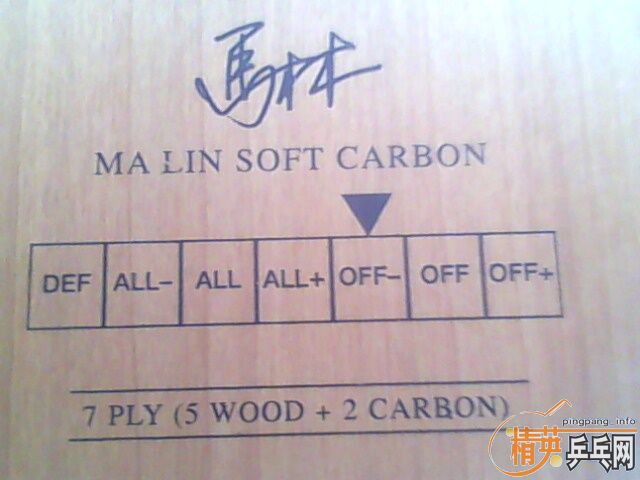 馬林
MA LIN SOFT CARBON
DEF ALL– ALL ALL+ OFF– OFF OFF+
7 PLY (5 WOOD + 2 CARBON)
pingpang_info
精英乒乓网